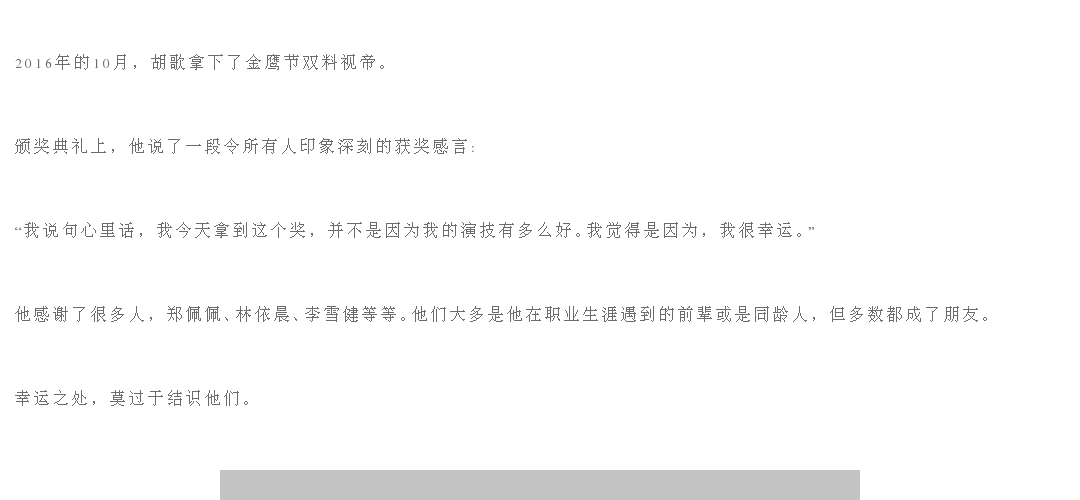 2016年的10月，胡歌拿下了金鹰节双料视帝。
颁奖典礼上，他说了一段令所有人印象深刻的获奖感言:
“我说句心里话，我今天拿到这个奖，并不是因为我的演技有多么好。我觉得是因为，我很幸运。”
他感谢了很多人，郑佩佩、林依晨、李雪健等等。他们大多是他在职业生涯遇到的前辈或是同龄人，但多数都成了朋友。
幸运之处，莫过于结识他们。